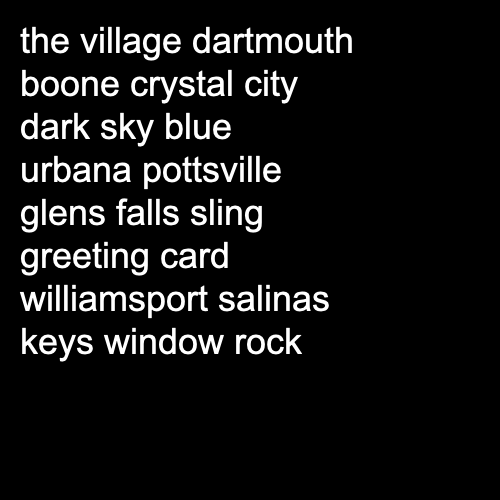 the village dartmouth
boone crystal city
dark sky blue
urbana pottsville
glens falls sling
greeting card
williamsport salinas
keys window rock